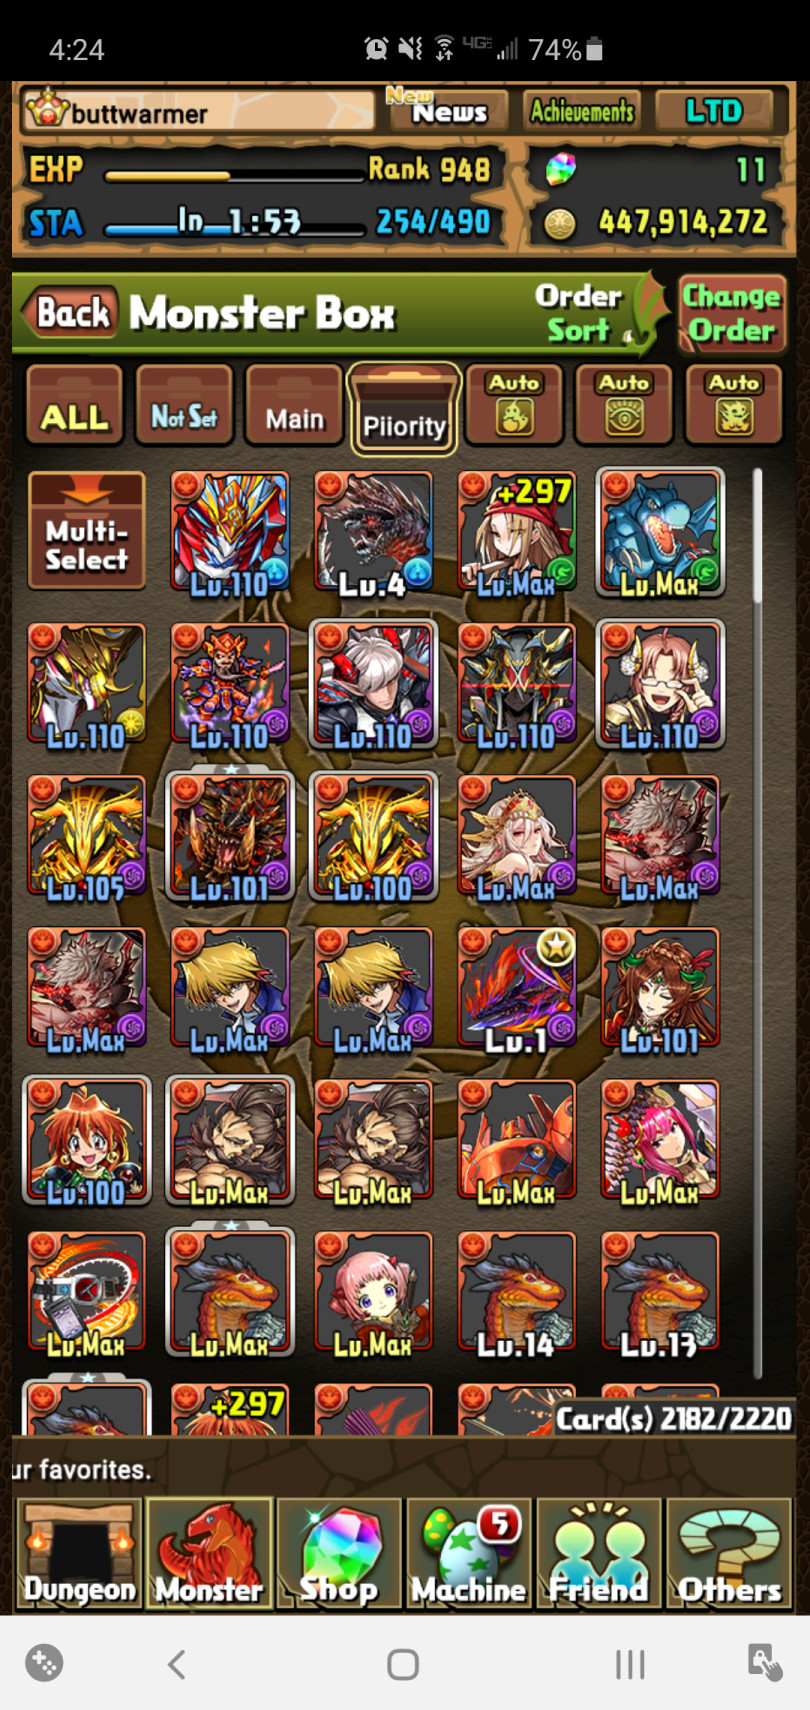 4:24 4GE 74%
buttwarmer New News Achievements LTD
EXP Rank 948 11
STA In 1:53 254/490 447,914,272
Back Monster Box Order Sort Change Order
ALL Not Set Main Piiority Auto Auto Auto
Multi-Select Lv.110 Lv.4 +297 Lv.Max Lv.Max
Lv.110 Lv.110 Lv.110 Lv.110 Lv.110
Lv.105 Lv.101 Lv.100 Lv.Max Lv.Max
Lv.Max Lv.Max Lv.Max Lv.1 Lv.101
Lv.100 Lv.Max Lv.Max Lv.Max Lv.Max
Lv.Max Lv.Max Lv.Max Lv.14 Lv.13
+297
Card(s) 2182/2220
ur favorites.
5
Dungeon Monster Shop Machine Friend Others